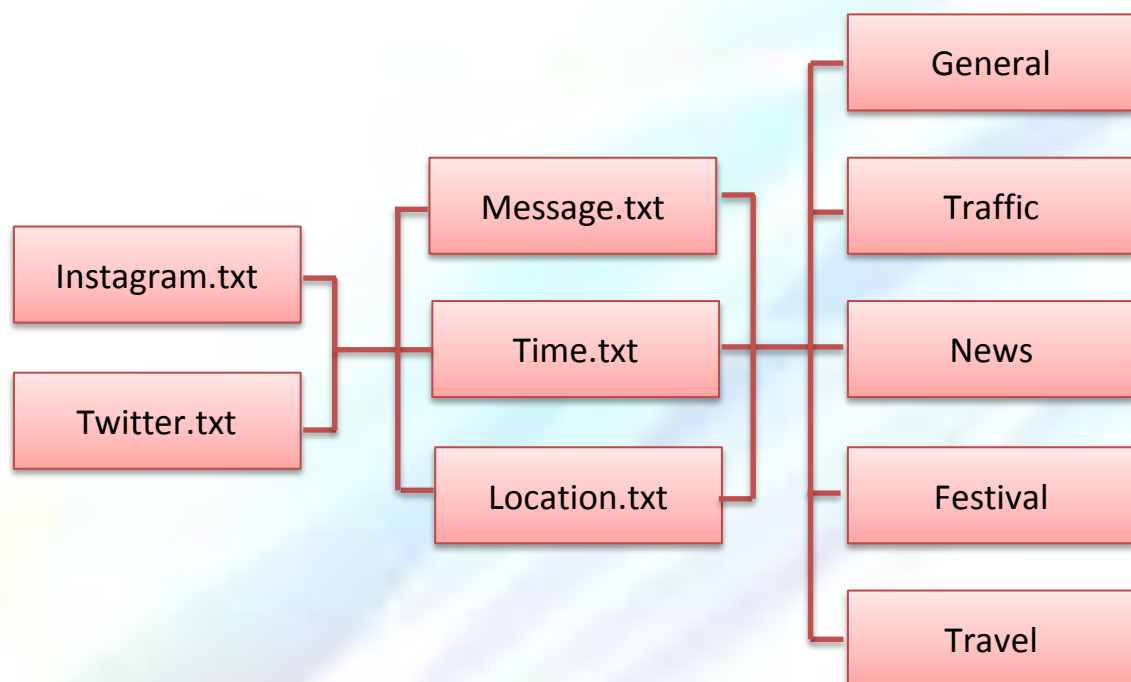 Instagram.txt
Twitter.txt
Message.txt
Time.txt
Location.txt
General
Traffic
News
Festival
Travel